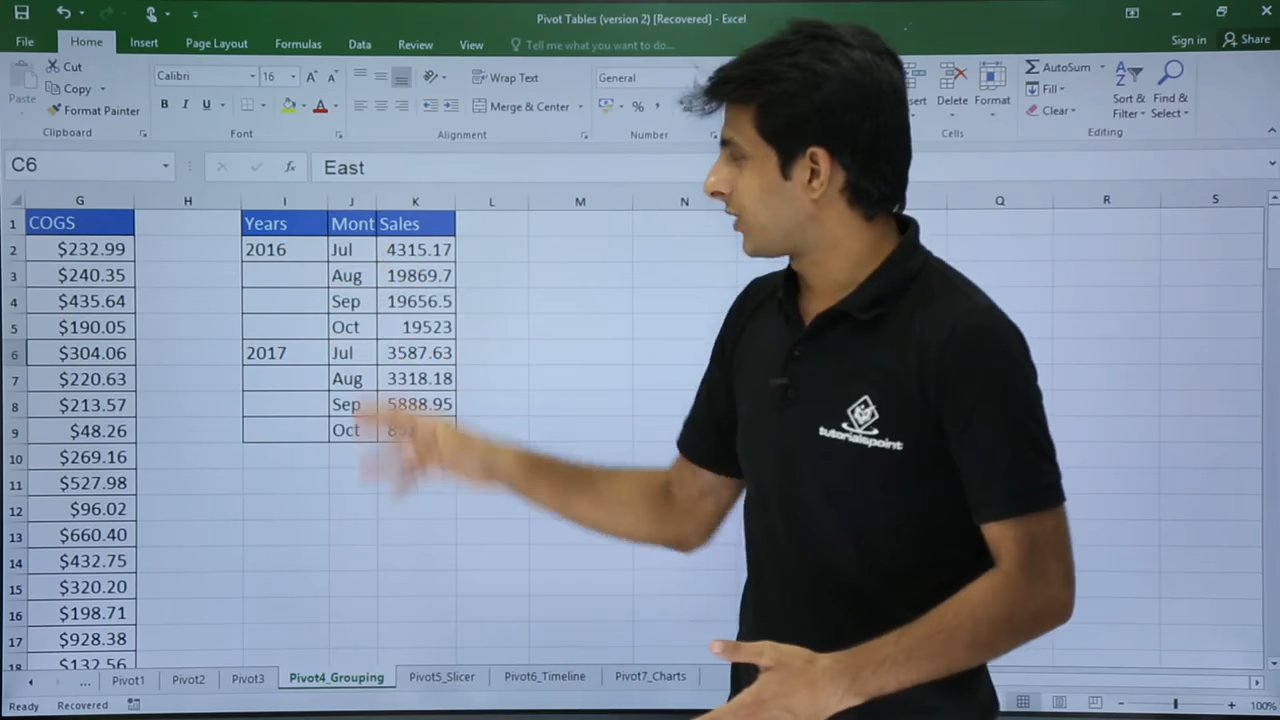 Pivot Tables (version 2) [Recovered] - Excel
File Home Insert Page Layout Formulas Data Review View Tell me what you want to do... Sign in Share
Paste Cut Copy Format Painter Clipboard
Calibri 16 A A B I U A Font
Wrap Text Merge & Center Alignment
General % , Number
Delete Format Cells
AutoSum Fill Clear Sort & Filter Find & Select Editing
C6 fx East
G H I J K L M N Q R S
1 COGS Years Mont Sales
2 $232.99 2016 Jul 4315.17
3 $240.35 Aug 19869.7
4 $435.64 Sep 19656.5
5 $190.05 Oct 19523
6 $304.06 2017 Jul 3587.63
7 $220.63 Aug 3318.18
8 $213.57 Sep 5888.95
9 $48.26 Oct
10 $269.16
11 $527.98
12 $96.02
13 $660.40
14 $432.75
15 $320.20
16 $198.71
17 $928.38
18 $132.56
tutorialspoint
... Pivot1 Pivot2 Pivot3 Pivot4_Grouping Pivot5_Slicer Pivot6_Timeline Pivot7_Charts
Ready Recovered 100%